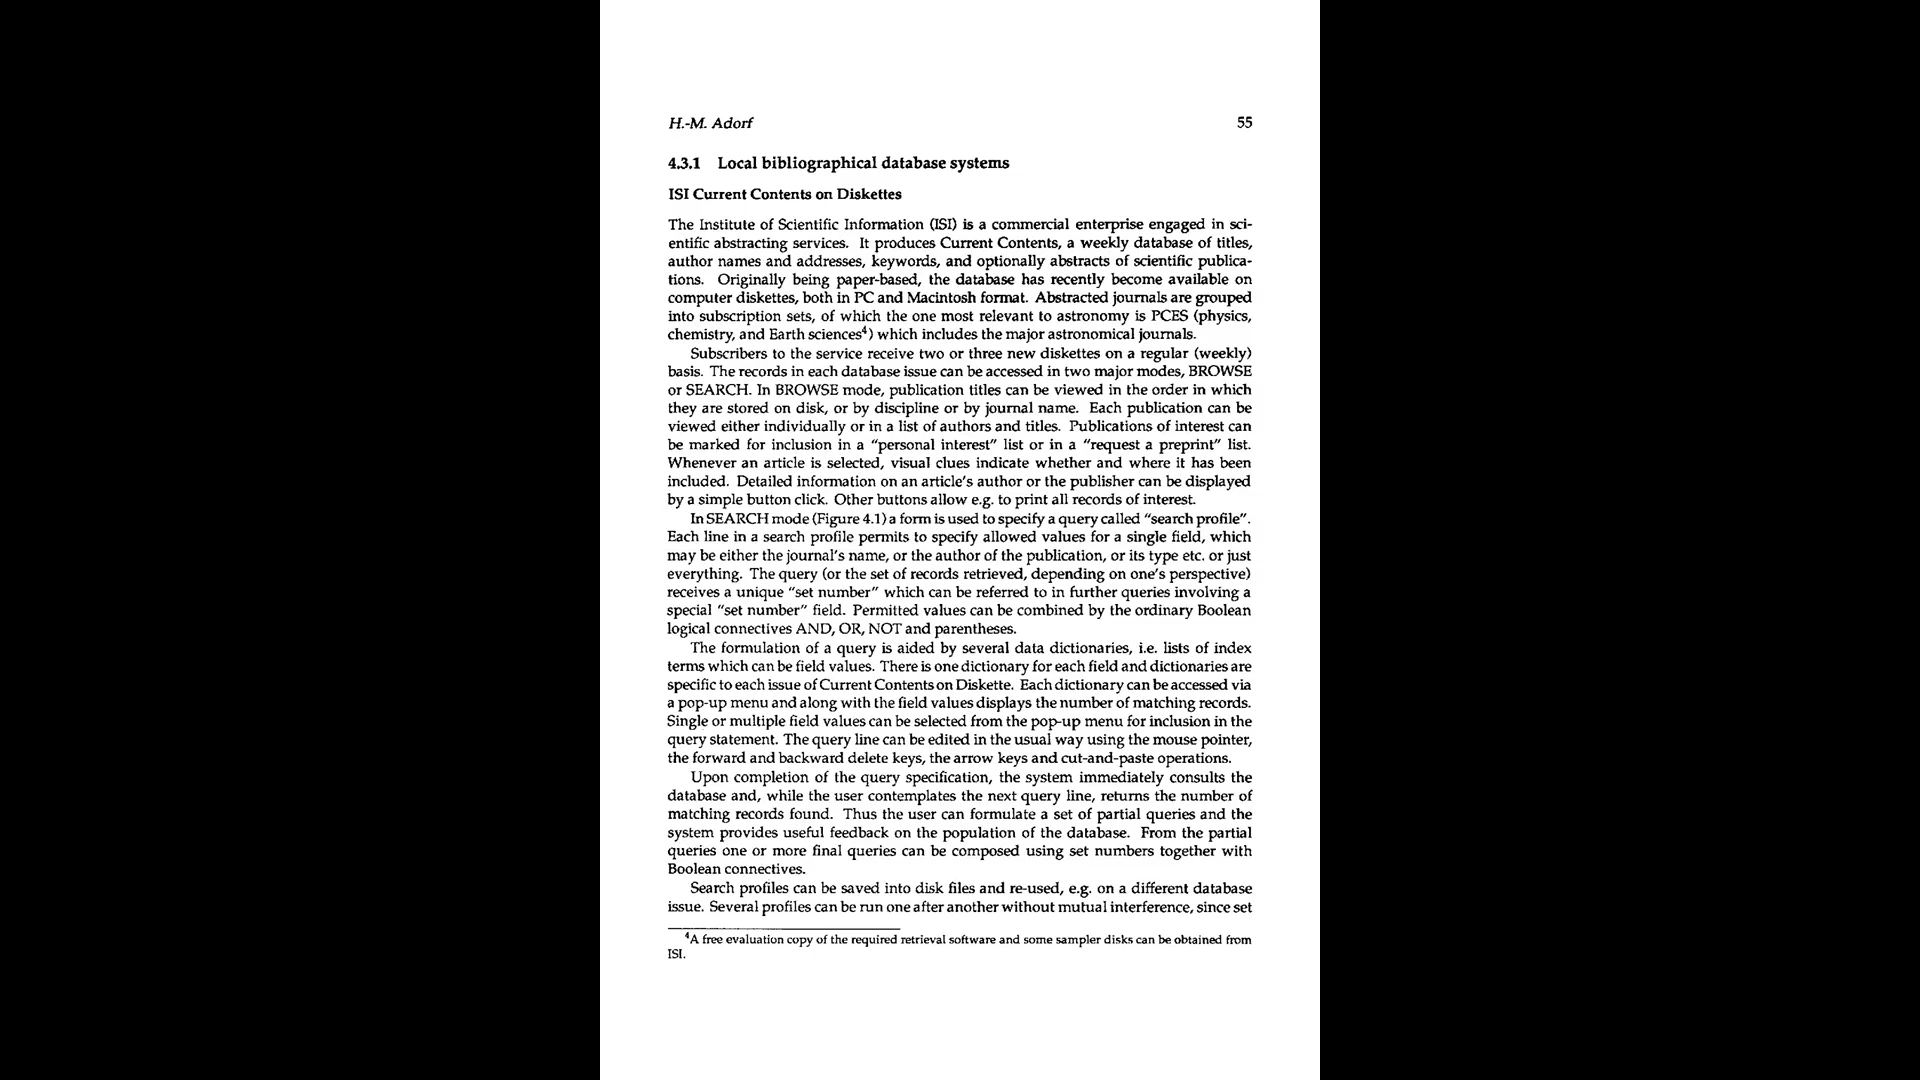 H.-M. Adorf 55
4.3.1 Local bibliographical database systems
ISI Current Contents on Diskettes
The Institute of Scientific Information (ISI) is a commercial enterprise engaged in sci-
entific abstracting services. It produces Current Contents, a weekly database of titles,
author names and addresses, keywords, and optionally abstracts of scientific publica-
tions. Originally being paper-based, the database has recently become available on
computer diskettes, both in PC and Macintosh format. Abstracted journals are grouped
into subscription sets, of which the one most relevant to astronomy is PCES (physics,
chemistry, and Earth sciences⁴) which includes the major astronomical journals.
Subscribers to the service receive two or three new diskettes on a regular (weekly)
basis. The records in each database issue can be accessed in two major modes, BROWSE
or SEARCH. In BROWSE mode, publication titles can be viewed in the order in which
they are stored on disk, or by discipline or by journal name. Each publication can be
viewed either individually or in a list of authors and titles. Publications of interest can
be marked for inclusion in a “personal interest” list or in a “request a preprint” list.
Whenever an article is selected, visual clues indicate whether and where it has been
included. Detailed information on an article's author or the publisher can be displayed
by a simple button click. Other buttons allow e.g. to print all records of interest.
In SEARCH mode (Figure 4.1) a form is used to specify a query called “search profile”.
Each line in a search profile permits to specify allowed values for a single field, which
may be either the journal's name, or the author of the publication, or its type etc. or just
everything. The query (or the set of records retrieved, depending on one's perspective)
receives a unique “set number” which can be referred to in further queries involving a
special “set number” field. Permitted values can be combined by the ordinary Boolean
logical connectives AND, OR, NOT and parentheses.
The formulation of a query is aided by several data dictionaries, i.e. lists of index
terms which can be field values. There is one dictionary for each field and dictionaries are
specific to each issue of Current Contents on Diskette. Each dictionary can be accessed via
a pop-up menu and along with the field values displays the number of matching records.
Single or multiple field values can be selected from the pop-up menu for inclusion in the
query statement. The query line can be edited in the usual way using the mouse pointer,
the forward and backward delete keys, the arrow keys and cut-and-paste operations.
Upon completion of the query specification, the system immediately consults the
database and, while the user contemplates the next query line, returns the number of
matching records found. Thus the user can formulate a set of partial queries and the
system provides useful feedback on the population of the database. From the partial
queries one or more final queries can be composed using set numbers together with
Boolean connectives.
Search profiles can be saved into disk files and re-used, e.g. on a different database
issue. Several profiles can be run one after another without mutual interference, since set
⁴A free evaluation copy of the required retrieval software and some sampler disks can be obtained from
ISI.